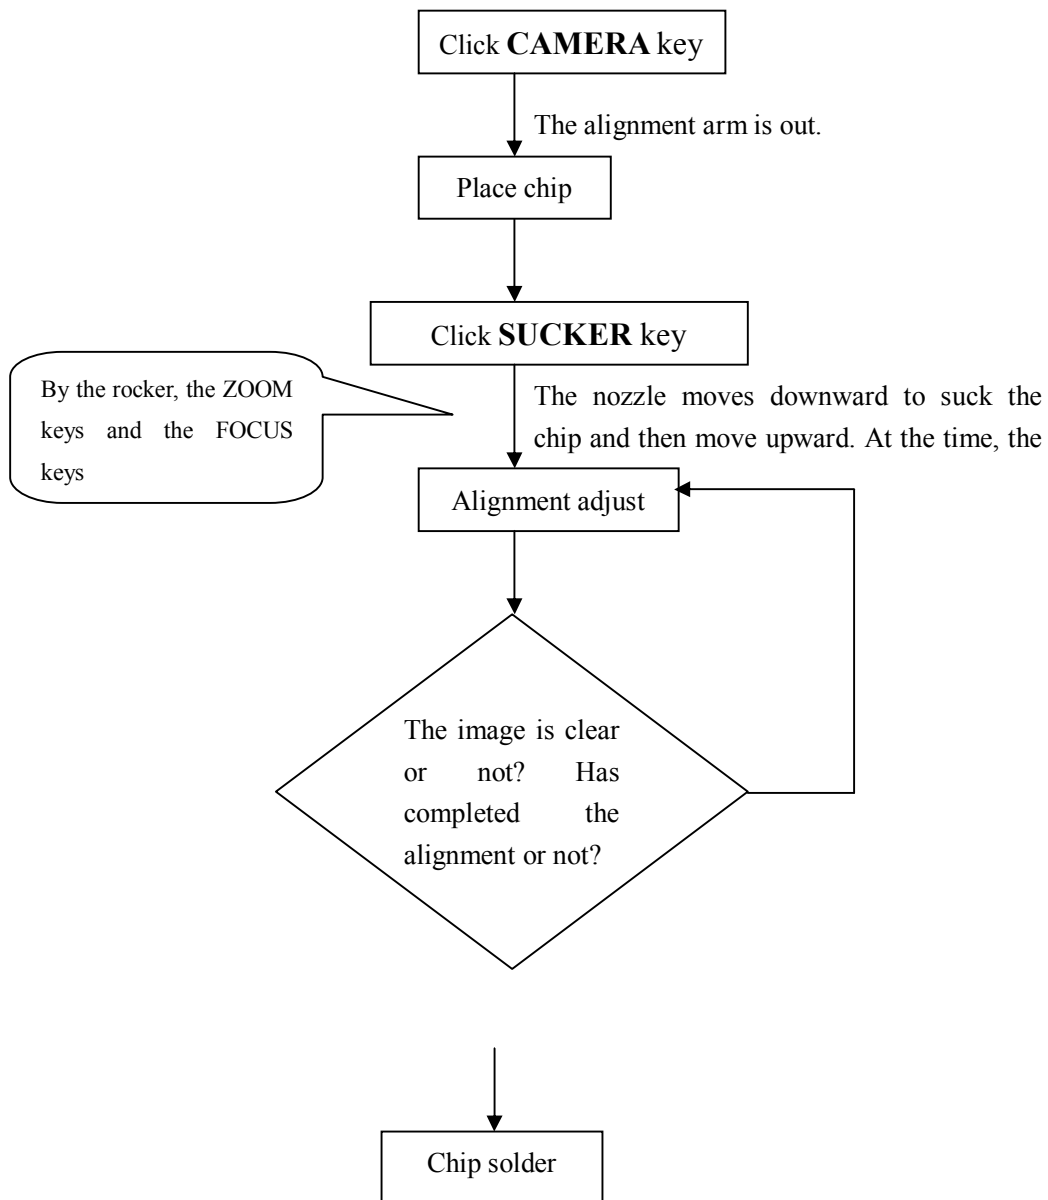 Click CAMERA key
The alignment arm is out.
Place chip
Click SUCKER key
By the rocker, the ZOOM
keys and the FOCUS
keys
The nozzle moves downward to suck the
chip and then move upward. At the time, the
Alignment adjust
The image is clear
or not? Has
completed the
alignment or not?
Chip solder